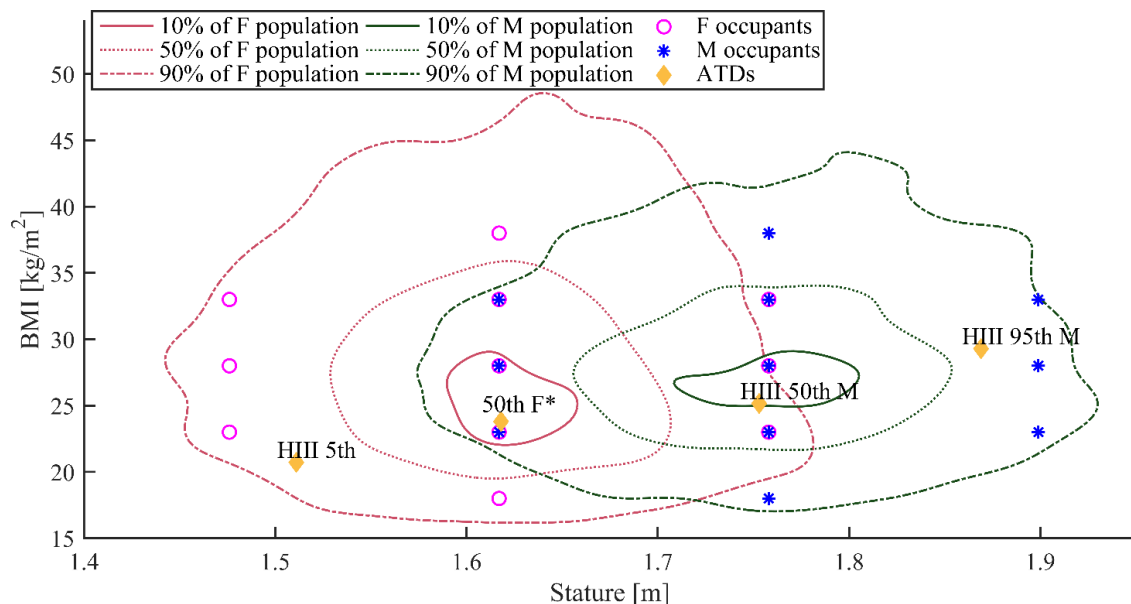 10% of F population 10% of M population F occupants
50% of F population 50% of M population M occupants
90% of F population 90% of M population ATDs
50
45
40
35
30
25
20
15
BMI [kg/m²]
HIII 95th M
HIII 50th M
50th F*
HIII 5th
1.4 1.5 1.6 1.7 1.8 1.9
Stature [m]